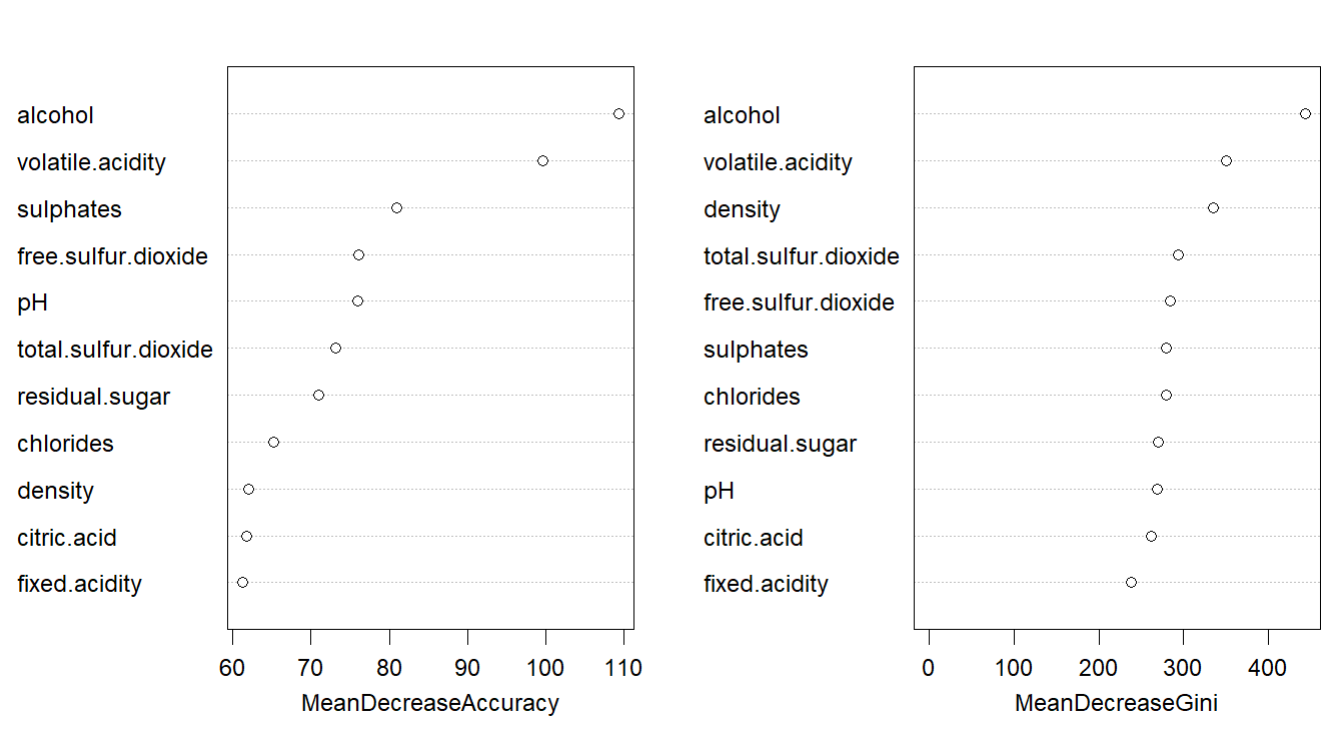 alcohol
volatile.acidity
sulphates
free.sulfur.dioxide
pH
total.sulfur.dioxide
residual.sugar
chlorides
density
citric.acid
fixed.acidity
60 70 80 90 100 110
MeanDecreaseAccuracy
alcohol
volatile.acidity
density
total.sulfur.dioxide
free.sulfur.dioxide
sulphates
chlorides
residual.sugar
pH
citric.acid
fixed.acidity
0 100 200 300 400
MeanDecreaseGini